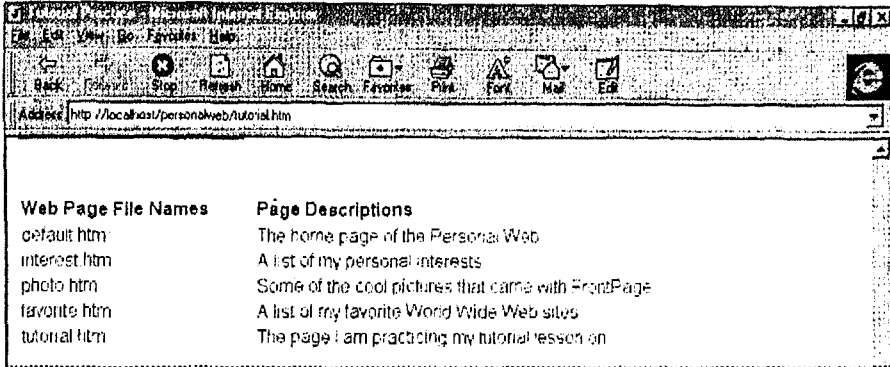 File Edit View Go Favorites Help
Back Forward Stop Refresh Home Search Favorites Print Font Mail Edit
Address http://localhost/personalweb/tutorial.htm
Web Page File Names Page Descriptions
default.htm The home page of the Personal Web
interest.htm A list of my personal interests
photo.htm Some of the cool pictures that came with FrontPage
favorite.htm A list of my favorite World Wide Web sites
tutorial.htm The page I am practicing my tutorial lesson on